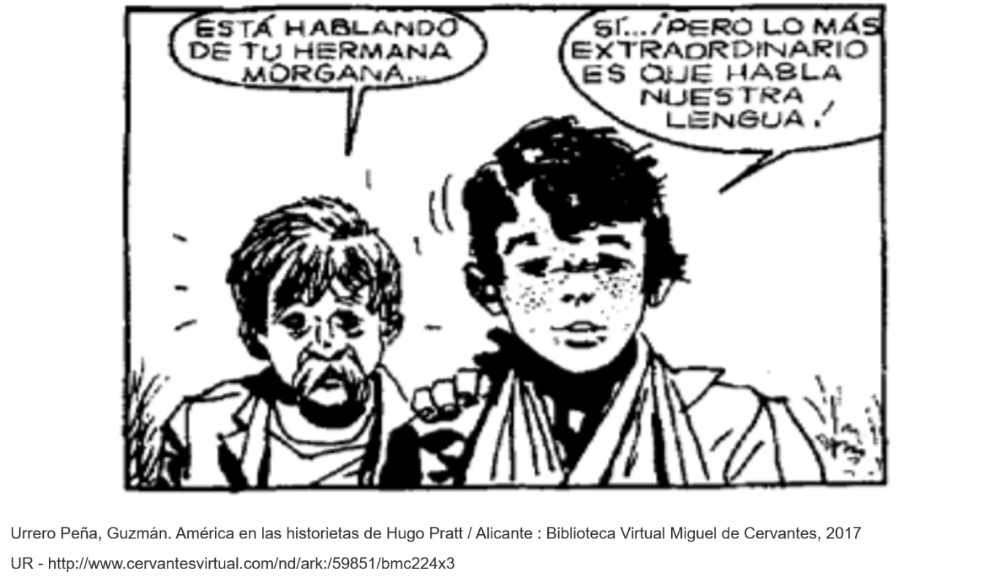 ESTÁ HABLANDO
DE TU HERMANA
MORGANA...
SÍ...¡PERO LO MÁS
EXTRAORDINARIO
ES QUE HABLA
NUESTRA
LENGUA!
Urrero Peña, Guzmán. América en las historietas de Hugo Pratt / Alicante : Biblioteca Virtual Miguel de Cervantes, 2017
UR - http://www.cervantesvirtual.com/nd/ark:/59851/bmc224x3